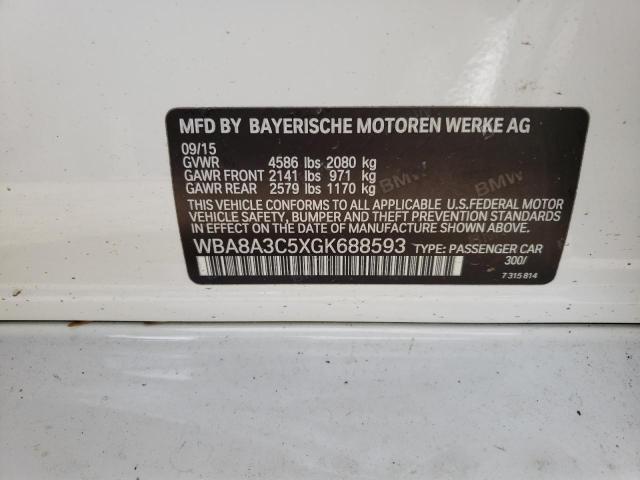 MFD BY BAYERISCHE MOTOREN WERKE AG
09/15
GVWR 4586 lbs 2080 kg
GAWR FRONT 2141 lbs 971 kg
GAWR REAR 2579 lbs 1170 kg
THIS VEHICLE CONFORMS TO ALL APPLICABLE U.S. FEDERAL MOTOR
VEHICLE SAFETY, BUMPER AND THEFT PREVENTION STANDARDS
IN EFFECT ON THE DATE OF MANUFACTURE SHOWN ABOVE.
WBA8A3C5XGK688593 TYPE: PASSENGER CAR
300/
7 315 814
BMW
BMW